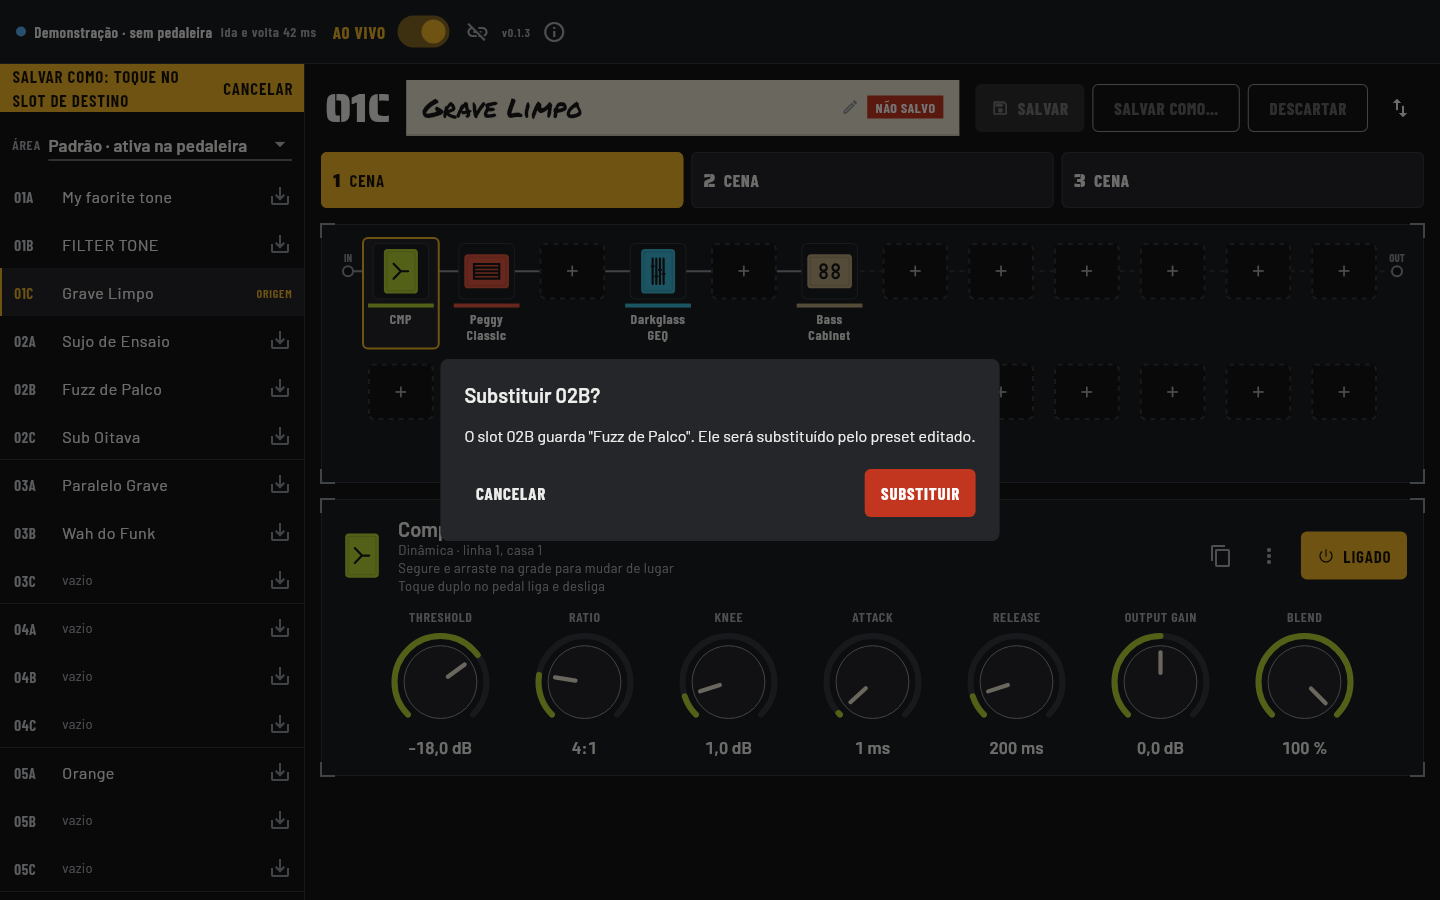 Demonstração · sem pedaleira Ida e volta 42 ms AO VIVO v0.1.3
SALVAR COMO: TOQUE NO
SLOT DE DESTINO
CANCELAR
ÁREA Padrão · ativa na pedaleira
01A My faorite tone
01B FILTER TONE
01C Grave Limpo ORIGEM
02A Sujo de Ensaio
02B Fuzz de Palco
02C Sub Oitava
03A Paralelo Grave
03B Wah do Funk
03C vazio
04A vazio
04B vazio
04C vazio
05A Orange
05B vazio
05C vazio
01C Grave Limpo NÃO SALVO SALVAR SALVAR COMO... DESCARTAR
1 CENA 2 CENA 3 CENA
IN OUT
CMP
Peggy
Classic
Darkglass
GEQ
88
Bass
Cabinet
Substituir 02B?
O slot 02B guarda "Fuzz de Palco". Ele será substituído pelo preset editado.
CANCELAR SUBSTITUIR
Dinâmica · linha 1, casa 1
Segure e arraste na grade para mudar de lugar
Toque duplo no pedal liga e desliga
LIGADO
THRESHOLD RATIO KNEE ATTACK RELEASE OUTPUT GAIN BLEND
-18,0 dB 4:1 1,0 dB 1 ms 200 ms 0,0 dB 100 %